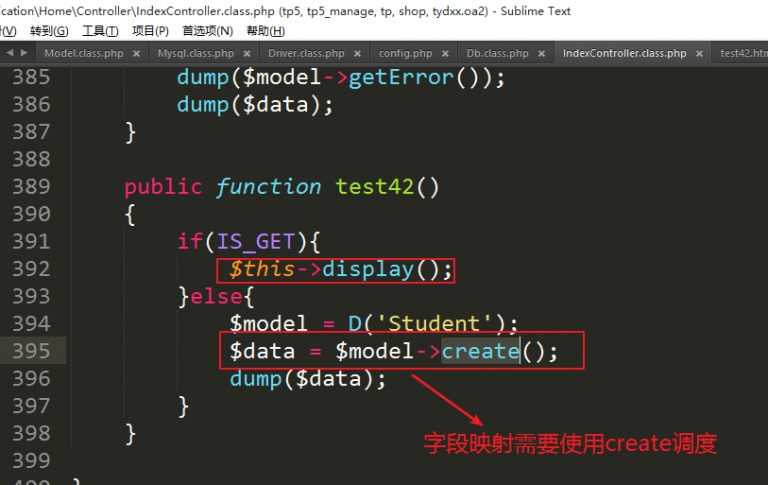 ication\Home\Controller\IndexController.class.php (tp5, tp5_manage, tp, shop, tydxx.oa2) - Sublime Text
(V) 转到(G) 工具(T) 项目(P) 首选项(N) 帮助(H)
Model.class.php × Mysql.class.php × Driver.class.php × config.php × Db.class.php × IndexController.class.php × test42.htm
385 dump($model->getError());
386 dump($data);
387 }
388
389 public function test42()
390 {
391 if(IS_GET){
392 $this->display();
393 }else{
394 $model = D('Student');
395 $data = $model->create();
396 dump($data);
397 }
398 }
399
字段映射需要使用create调度